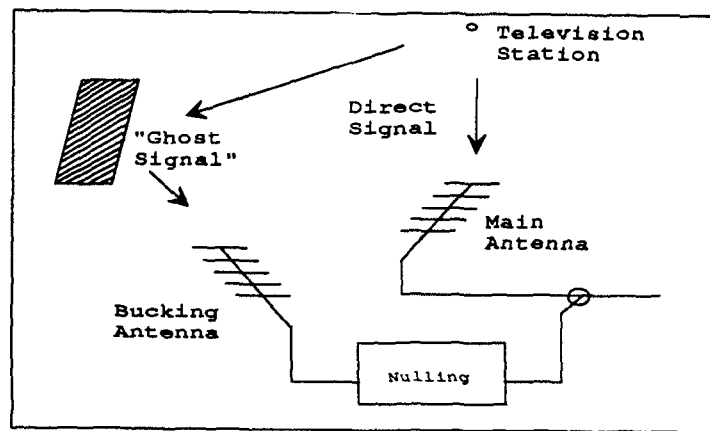 Television
Station
Direct
Signal
"Ghost
Signal"
Main
Antenna
Bucking
Antenna
Nulling